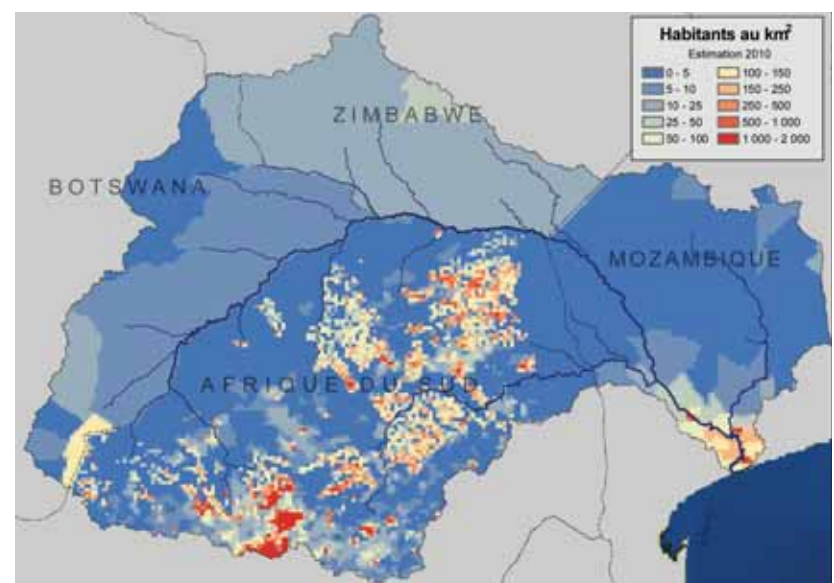 Habitants au km²
Estimation 2010
0 - 5
5 - 10
10 - 25
25 - 50
50 - 100
100 - 150
150 - 250
250 - 500
500 - 1 000
1 000 - 2 000
ZIMBABWE
BOTSWANA
MOZAMBIQUE
AFRIQUE DU SUD